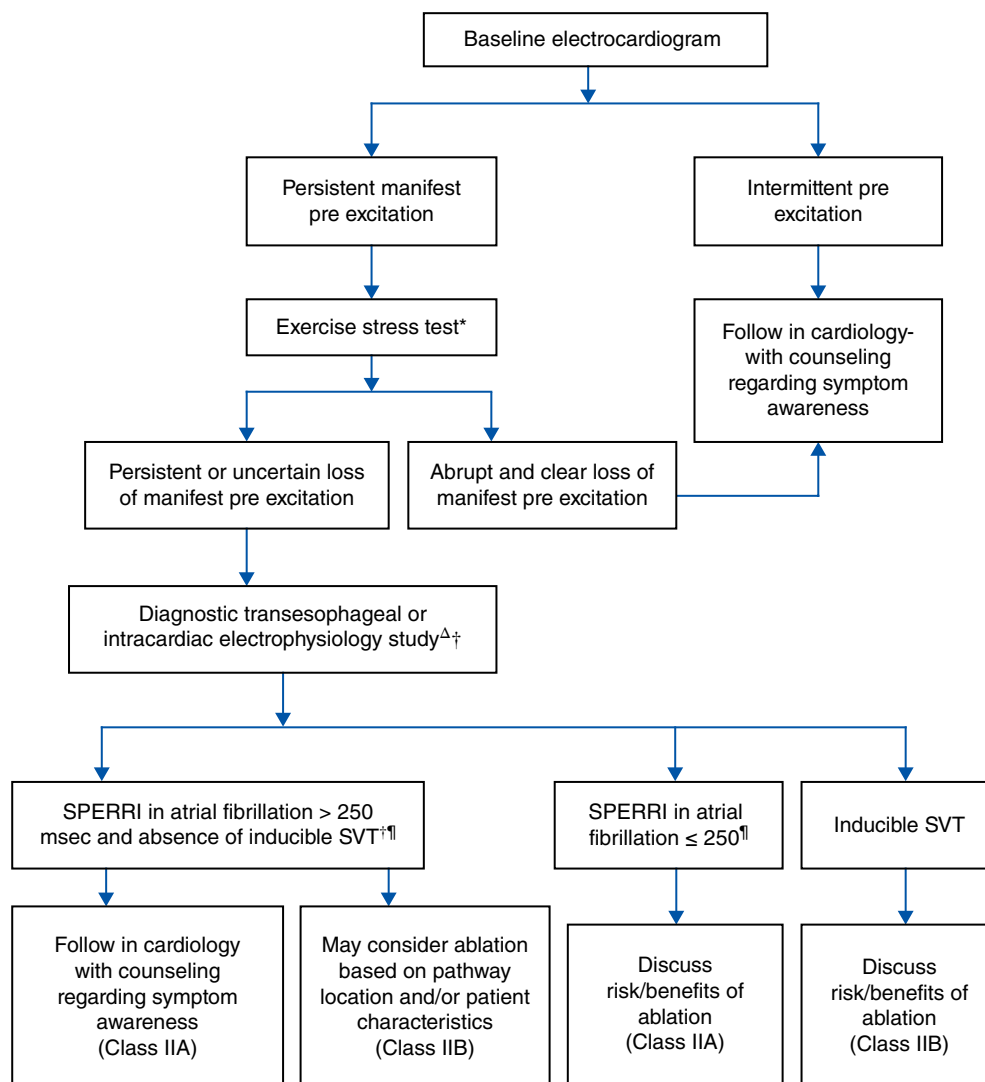 Baseline electrocardiogram
Persistent manifest
pre excitation
Intermittent pre
excitation
Exercise stress test*
Follow in cardiology-
with counseling
regarding symptom
awareness
Persistent or uncertain loss
of manifest pre excitation
Abrupt and clear loss of
manifest pre excitation
Diagnostic transesophageal or
intracardiac electrophysiology study Δ†
SPERRI in atrial fibrillation > 250
msec and absence of inducible SVT†¶
SPERRI in atrial
fibrillation ≤ 250¶
Inducible SVT
Follow in cardiology
with counseling
regarding symptom
awareness
(Class IIA)
May consider ablation
based on pathway
location and/or patient
characteristics
(Class IIB)
Discuss
risk/benefits of
ablation
(Class IIA)
Discuss
risk/benefits of
ablation
(Class IIB)